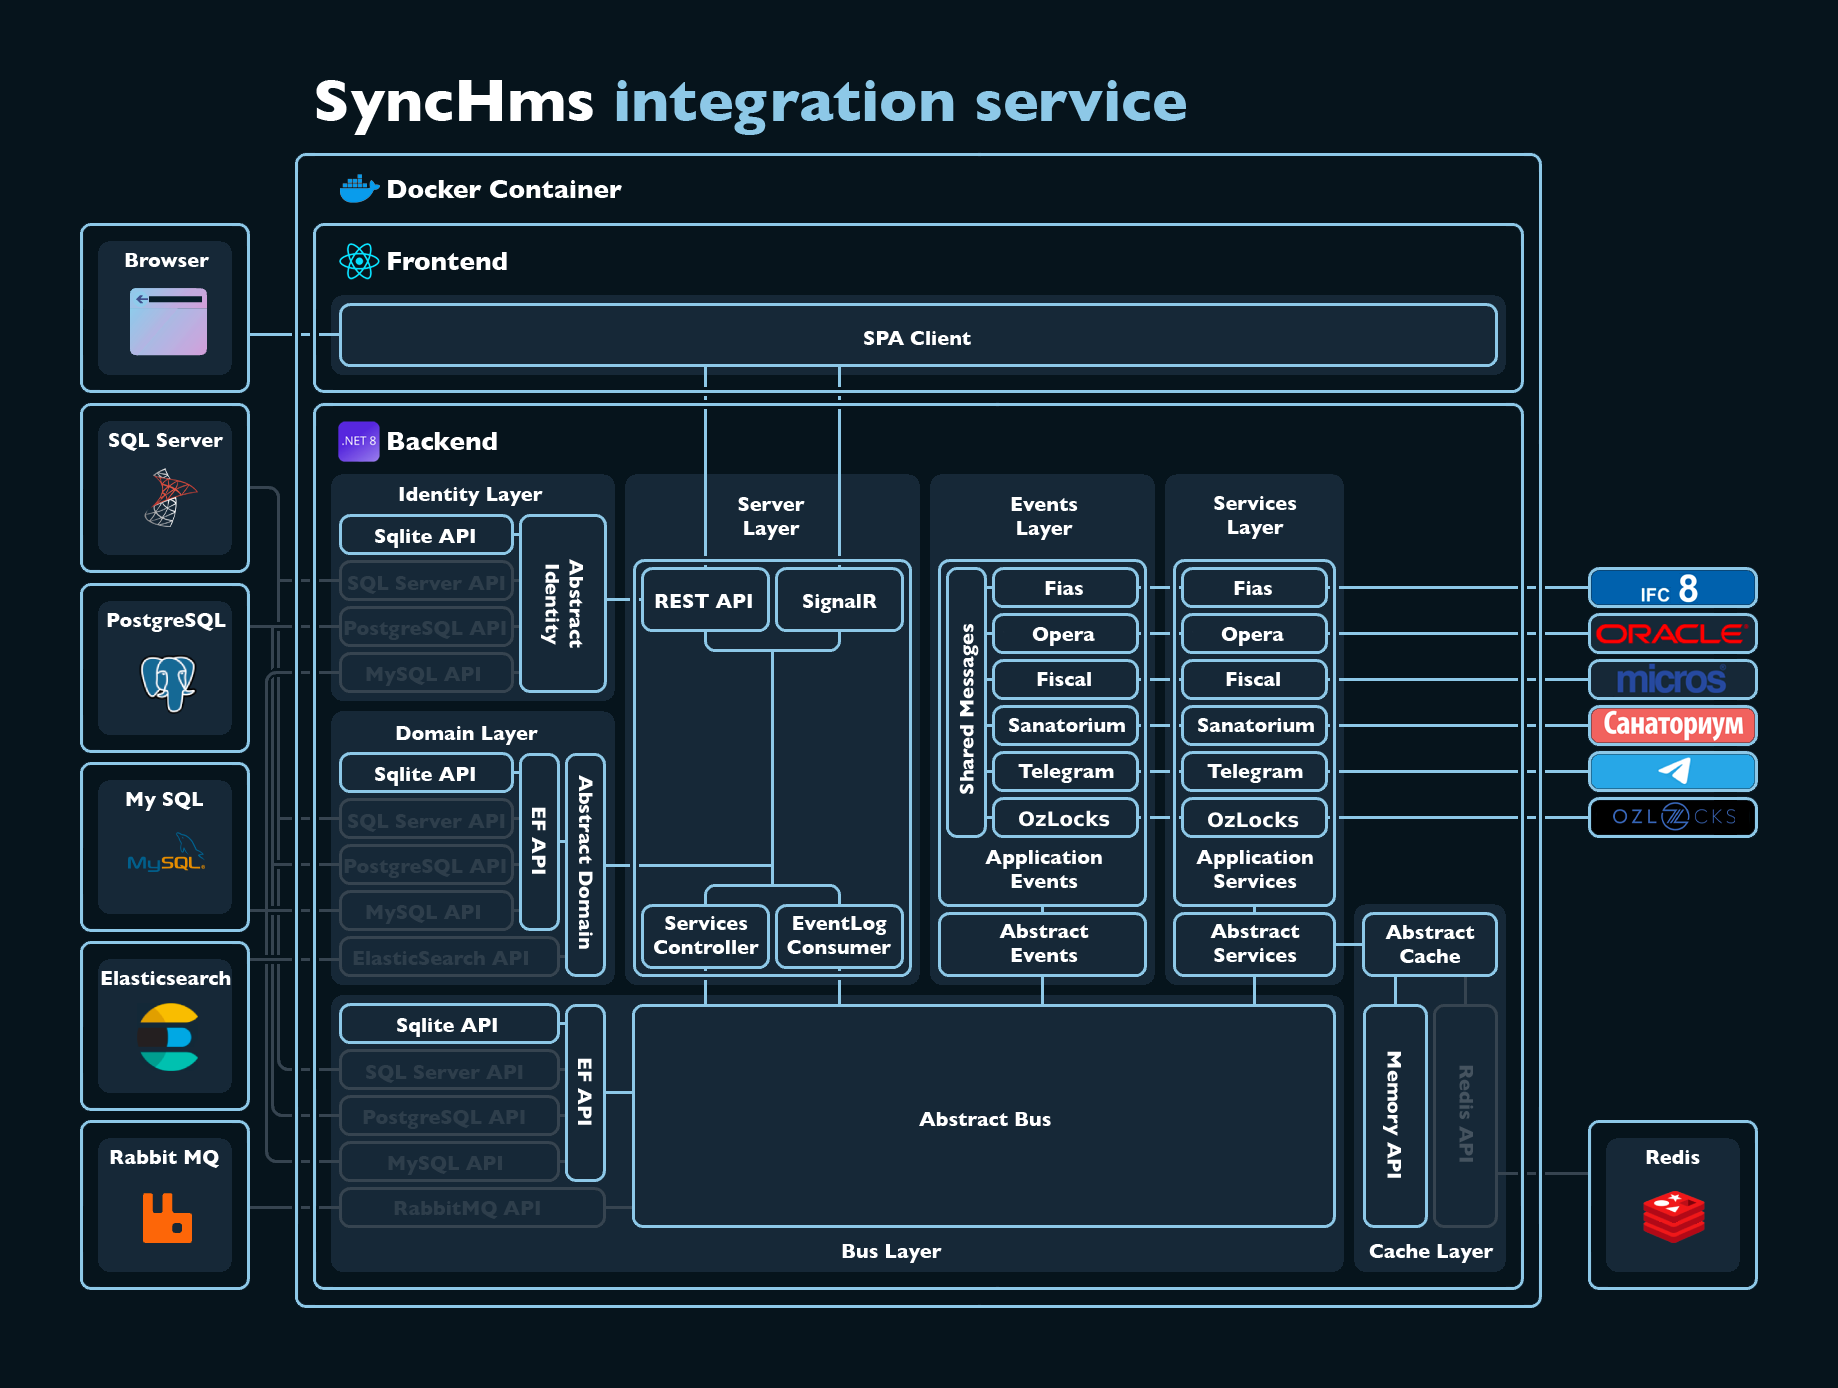 SyncHms integration service
Docker Container
Frontend
SPA Client
Browser
SQL Server
PostgreSQL
My SQL
MySQL
Elasticsearch
Rabbit MQ
.NET 8
Backend
Identity Layer
Sqlite API
SQL Server API
PostgreSQL API
MySQL API
Abstract
Identity
Domain Layer
Sqlite API
SQL Server API
PostgreSQL API
MySQL API
ElasticSearch API
EF API
Abstract Domain
Server
Layer
REST API
SignalR
Services
Controller
EventLog
Consumer
Events
Layer
Shared Messages
Fias
Opera
Fiscal
Sanatorium
Telegram
OzLocks
Application
Events
Abstract
Events
Services
Layer
Fias
Opera
Fiscal
Sanatorium
Telegram
OzLocks
Application
Services
Abstract
Services
Sqlite API
SQL Server API
PostgreSQL API
MySQL API
RabbitMQ API
EF API
Abstract Bus
Bus Layer
Abstract
Cache
Memory API
Redis API
Cache Layer
IFC 8
ORACLE
micros
Санаториум
OZLOCKS
Redis